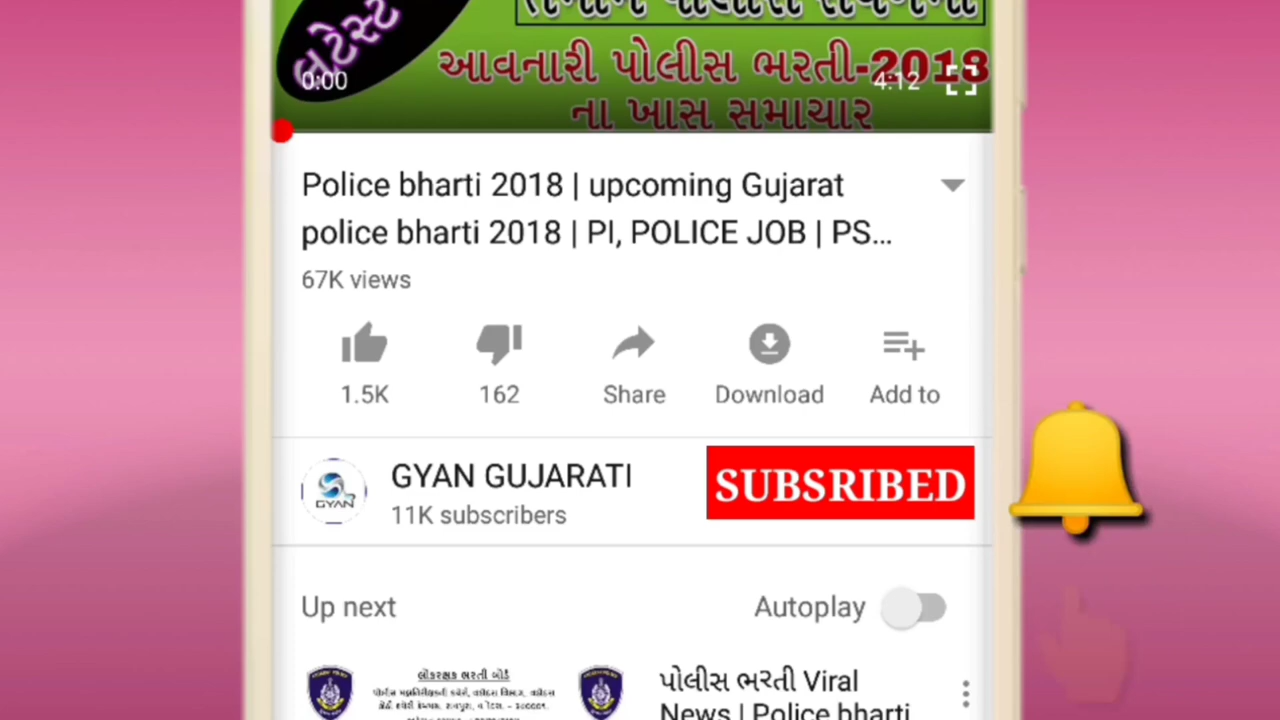 લેટેસ્ટ
આવનારી પોલીસ ભરતી-2018
0:00
4:12
ના ખાસ સમાચાર
Police bharti 2018 | upcoming Gujarat
police bharti 2018 | PI, POLICE JOB | PS...
67K views
1.5K
162
Share
Download
Add to
GYAN
GYAN GUJARATI
11K subscribers
SUBSRIBED
Up next
Autoplay
લોકરક્ષક ભરતી બોર્ડ
પોલીસ ભરતી Viral
News | Police bharti